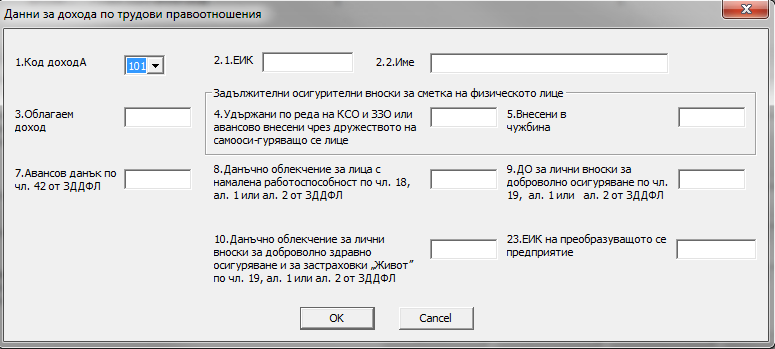 Данни за дохода по трудови правоотношения
1.Код доходА
101
2.1.ЕИК
2.2.Име
Задължителни осигурителни вноски за сметка на физическото лице
3.Облагаем
доход
4.Удържани по реда на КСО и ЗЗО или
авансово внесени чрез дружеството на
самооси-гуряващо се лице
5.Внесени в
чужбина
7.Авансов данък по
чл. 42 от ЗДДФЛ
8.Данъчно облекчение за лица с
намалена работоспособност по чл. 18,
ал. 1 или ал. 2 от ЗДДФЛ
9.ДО за лични вноски за
доброволно осигуряване по чл.
19, ал. 1 или ал. 2 от ЗДДФЛ
10.Данъчно облекчение за лични
вноски за доброволно здравно
осигуряване и за застраховки „Живот”
по чл. 19, ал. 1 или ал. 2 от ЗДДФЛ
23.ЕИК на преобразуващото се
предприятие
OK
Cancel